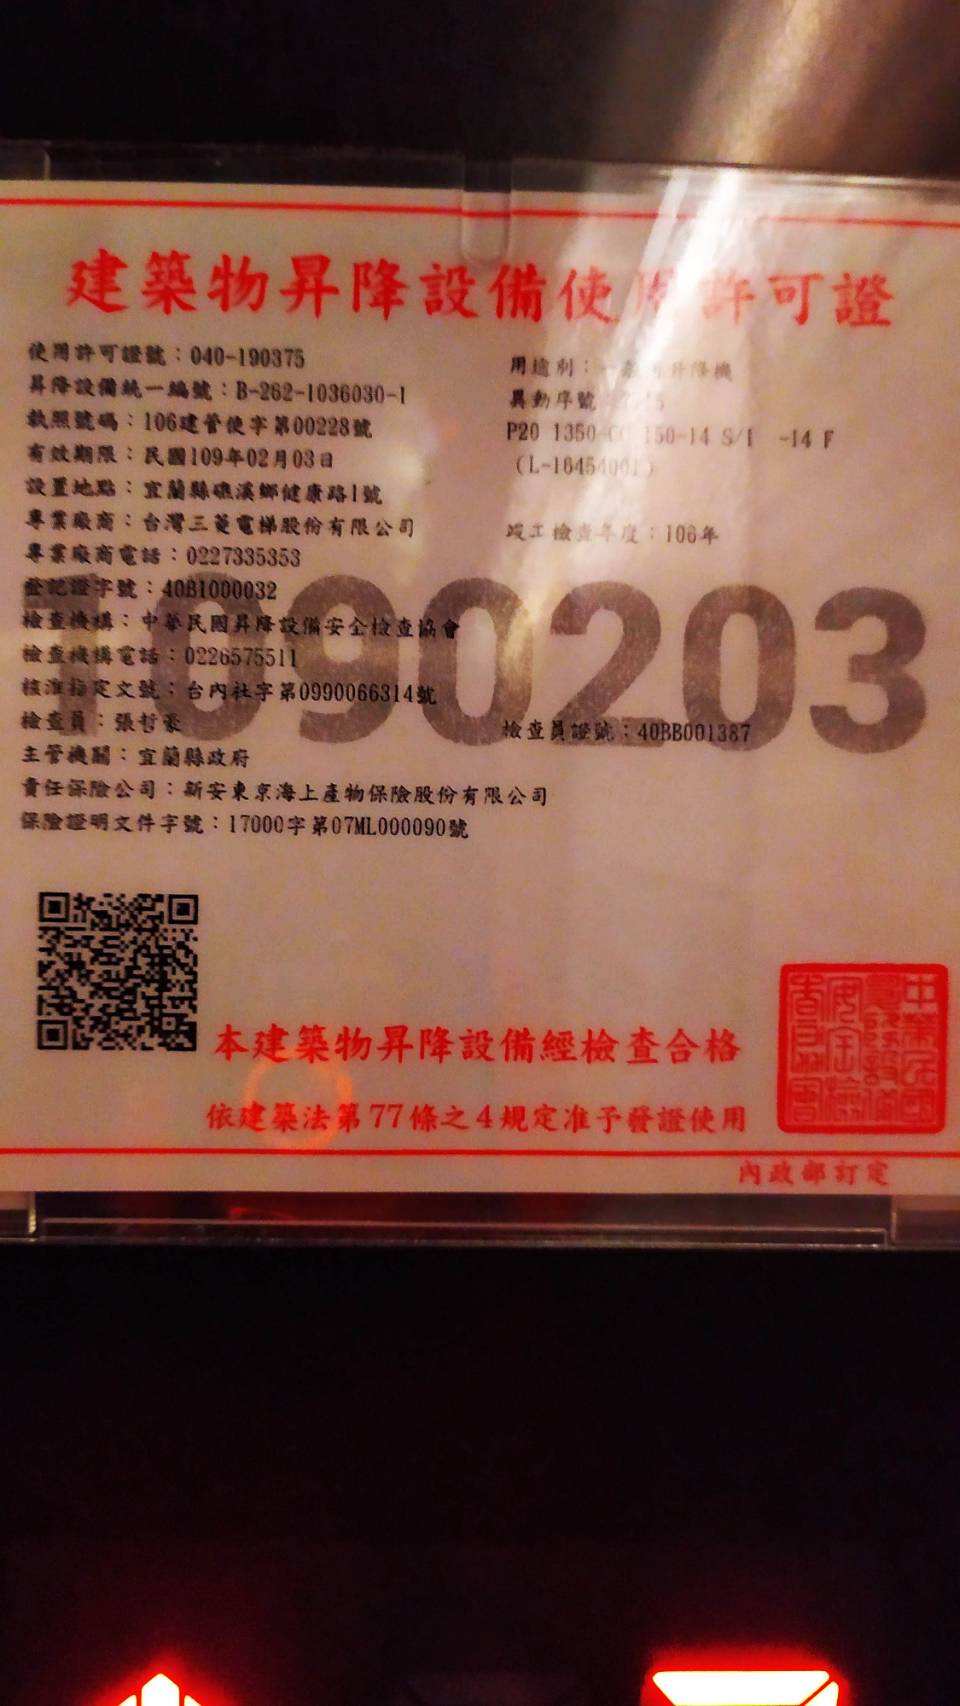 建築物昇降設備使用許可證
使用許可證號：040-190375
昇降設備統一編號：B-262-1036030-1
執照號碼：106建管使字第00228號
有效期限：民國109年02月03日
設置地點：宜蘭縣礁溪鄉健康路1號
專業廠商：台灣三菱電梯股份有限公司
專業廠商電話：0227335353
登記證字號：40B1000032
檢查機構：中華民國昇降設備安全檢查協會
檢查機構電話：0226575511
核准指定文號：台內社字第0990066314號
檢查員：張哲豪
主管機關：宜蘭縣政府
責任保險公司：新安東京海上產物保險股份有限公司
保險證明文件字號：17000字第07ML000090號
用途別：昇降機
異動序號
P20 1350-CO 150-14 S/1 -14 F
(L-16454001)
竣工檢查年度：106年
檢查員證號：40BB001387
1090203
本建築物昇降設備經檢查合格
依建築法第77條之4規定准予發證使用
內政部訂定